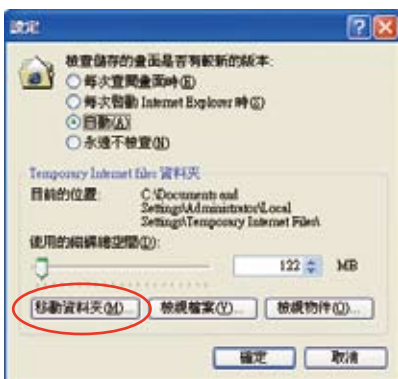 設定
檢查儲存的畫面是否有較新的版本:
每次查閱畫面時(E)
每次啟動 Internet Explorer 時(S)
自動(A)
永遠不檢查(N)
Temporary Internet files 資料夾
目前的位置:
C:\Documents and
Settings\Administrator\Local
Settings\Temporary Internet Files\
使用的磁碟總空間(D):
122 MB
移動資料夾(M)...
檢視檔案(V)...
檢視物件(O)...
確定
取消